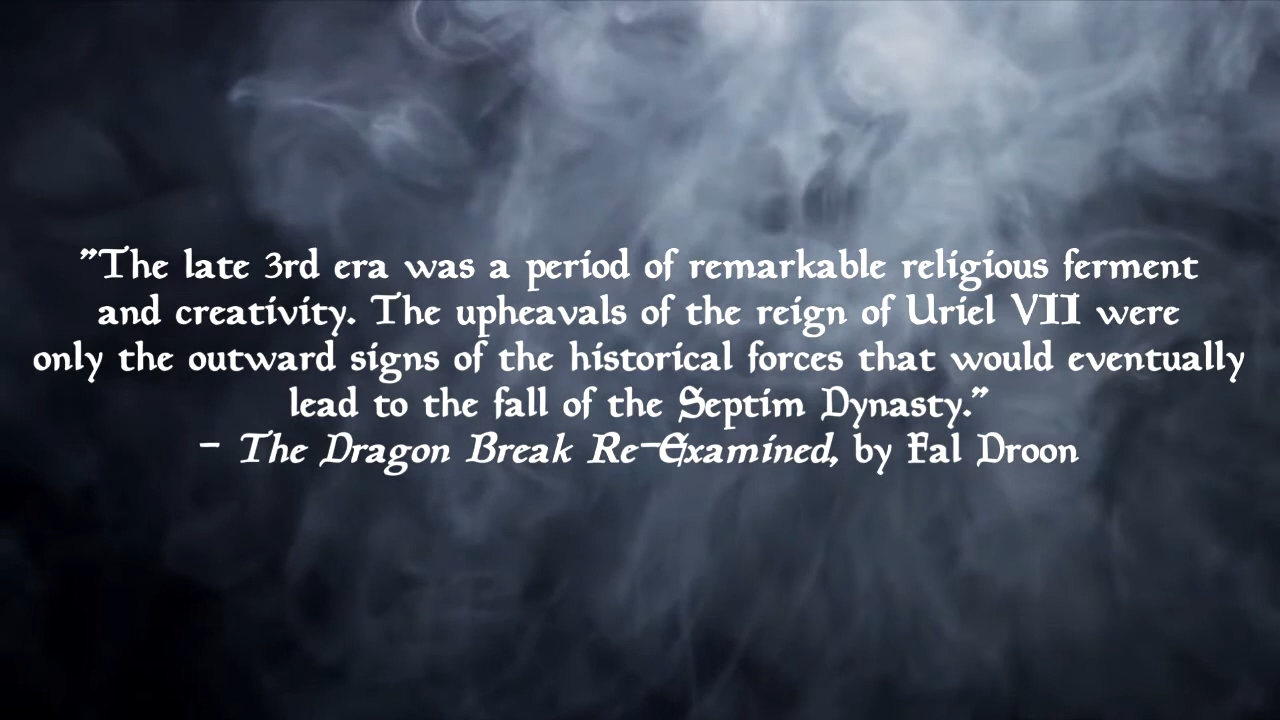 "The late 3rd era was a period of remarkable religious ferment
and creativity. The upheavals of the reign of Uriel VII were
only the outward signs of the historical forces that would eventually
lead to the fall of the Septim Dynasty."
- The Dragon Break Re-Examined, by Fal Droon